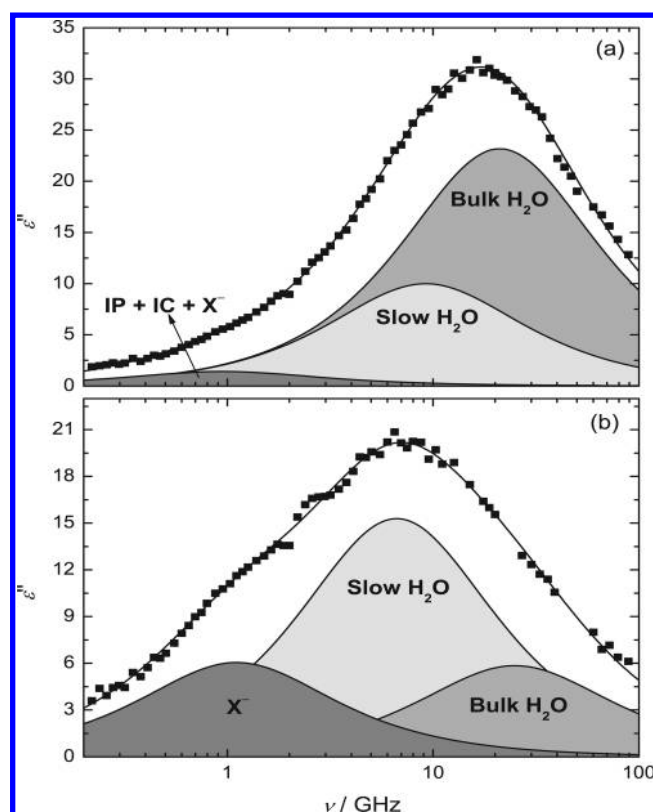 (a)
35
30
25
20
15
10
5
0
ε"
Bulk H₂O
Slow H₂O
IP + IC + X⁻
(b)
21
18
15
12
9
6
3
0
ε"
Slow H₂O
X⁻
Bulk H₂O
1 10 100
ν / GHz